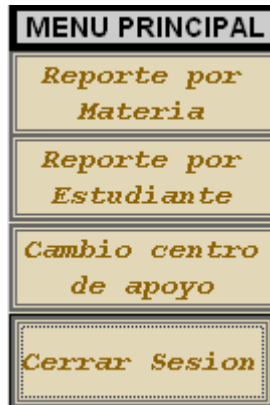 MENU PRINCIPAL
Reporte por
Materia
Reporte por
Estudiante
Cambio centro
de apoyo
Cerrar Sesion